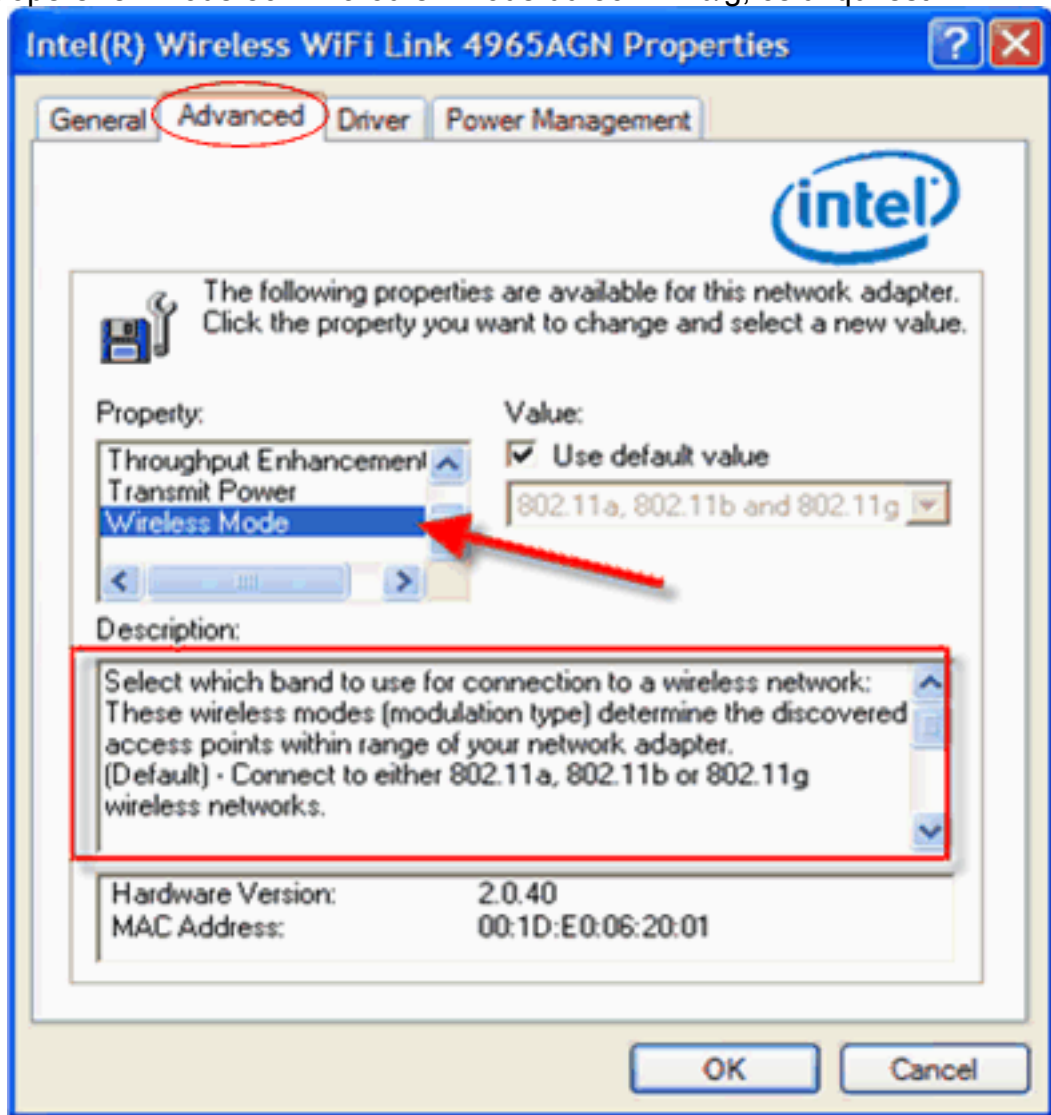 Intel(R) Wireless WiFi Link 4965AGN Properties
General Advanced Driver Power Management
intel
The following properties are available for this network adapter.
Click the property you want to change and select a new value.
Property: Value:
Throughput Enhancement Use default value
Transmit Power
802.11a, 802.11b and 802.11g
Wireless Mode
Description:
Select which band to use for connection to a wireless network:
These wireless modes (modulation type) determine the discovered
access points within range of your network adapter.
(Default) - Connect to either 802.11a, 802.11b or 802.11g
wireless networks.
Hardware Version: 2.0.40
MAC Address: 00:1D:E0:06:20:01
OK Cancel